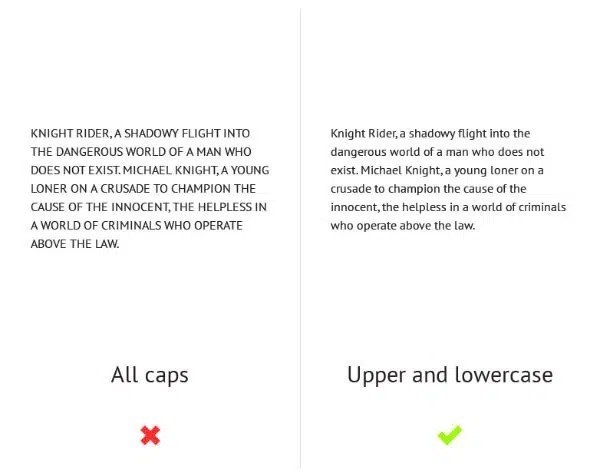 KNIGHT RIDER, A SHADOWY FLIGHT INTO
THE DANGEROUS WORLD OF A MAN WHO
DOES NOT EXIST. MICHAEL KNIGHT, A YOUNG
LONER ON A CRUSADE TO CHAMPION THE
CAUSE OF THE INNOCENT, THE HELPLESS IN
A WORLD OF CRIMINALS WHO OPERATE
ABOVE THE LAW.
All caps
Knight Rider, a shadowy flight into the
dangerous world of a man who does not
exist. Michael Knight, a young loner on a
crusade to champion the cause of the
innocent, the helpless in a world of criminals
who operate above the law.
Upper and lowercase